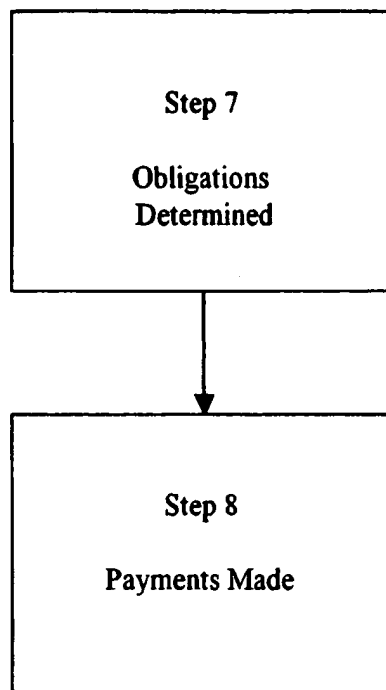 Step 7
Obligations
Determined
Step 8
Payments Made